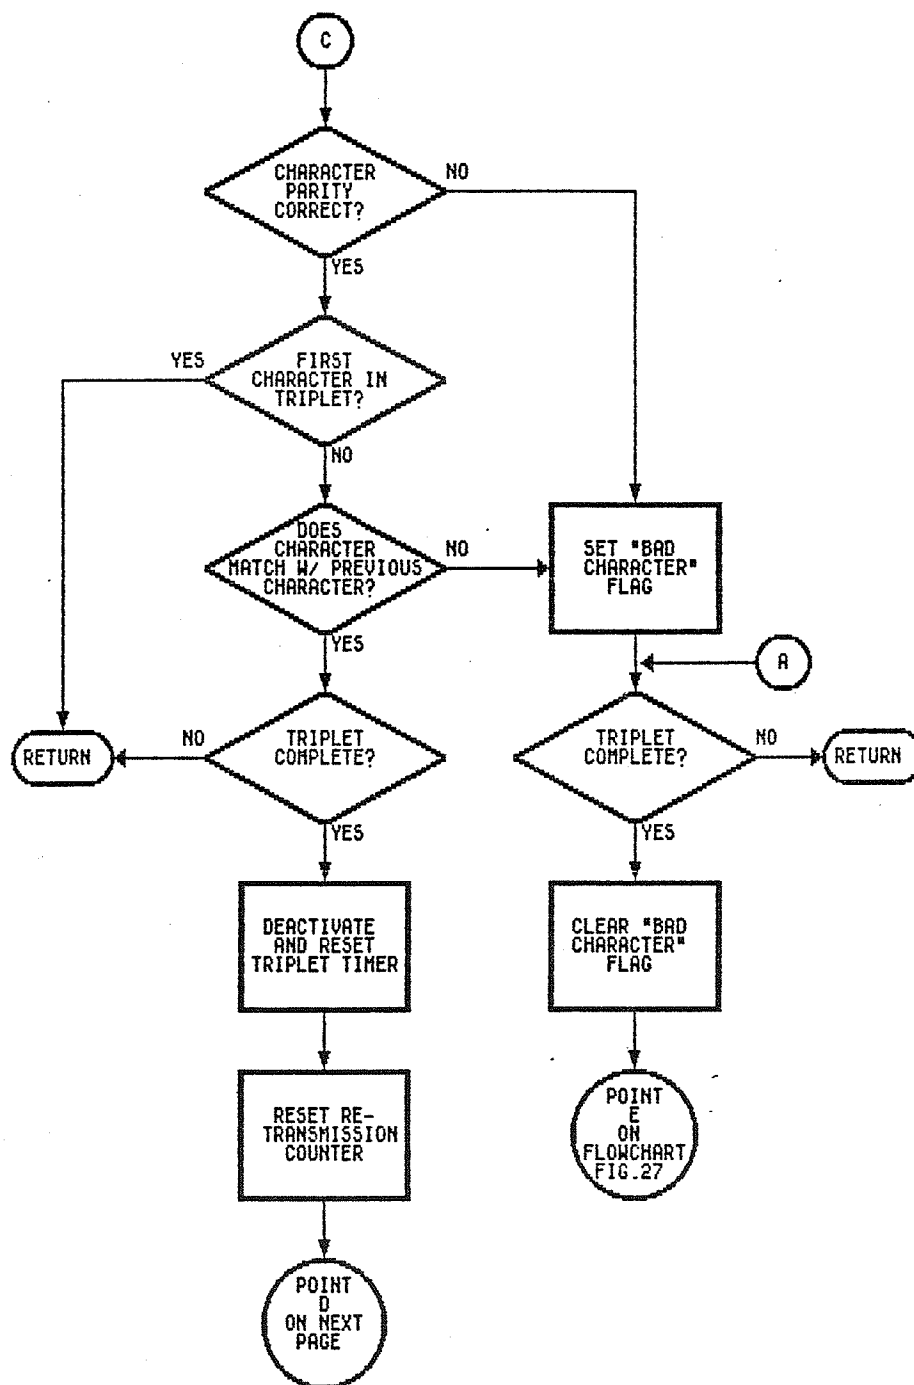 C
CHARACTER
PARITY
CORRECT?
NO
YES
YES
FIRST
CHARACTER IN
TRIPLET?
NO
DOES
CHARACTER
MATCH W/ PREVIOUS
CHARACTER?
NO
SET "BAD
CHARACTER"
FLAG
YES
A
RETURN
NO
TRIPLET
COMPLETE?
TRIPLET
COMPLETE?
NO
RETURN
YES
YES
DEACTIVATE
AND RESET
TRIPLET TIMER
CLEAR "BAD
CHARACTER"
FLAG
RESET RE-
TRANSMISSION
COUNTER
POINT
E
ON
FLOWCHART
FIG.27
POINT
D
ON NEXT
PAGE